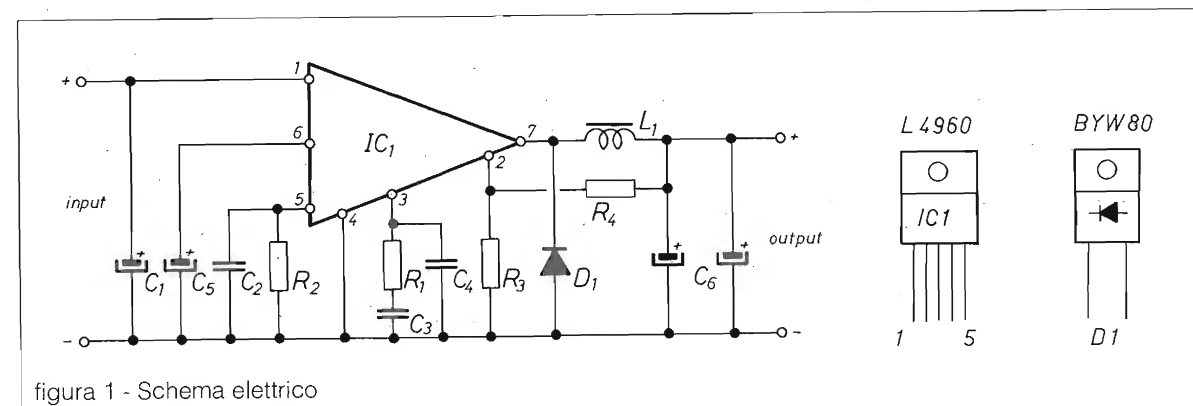 +
1
6
5
4
3
2
7
IC1
L1
R4
input
output
+
C1
+
C5
C2
R2
R1
C3
C4
R3
D1
+
+
C6
+
-
-
L4960
IC1
1 5
BYW80
D1
figura 1 - Schema elettrico